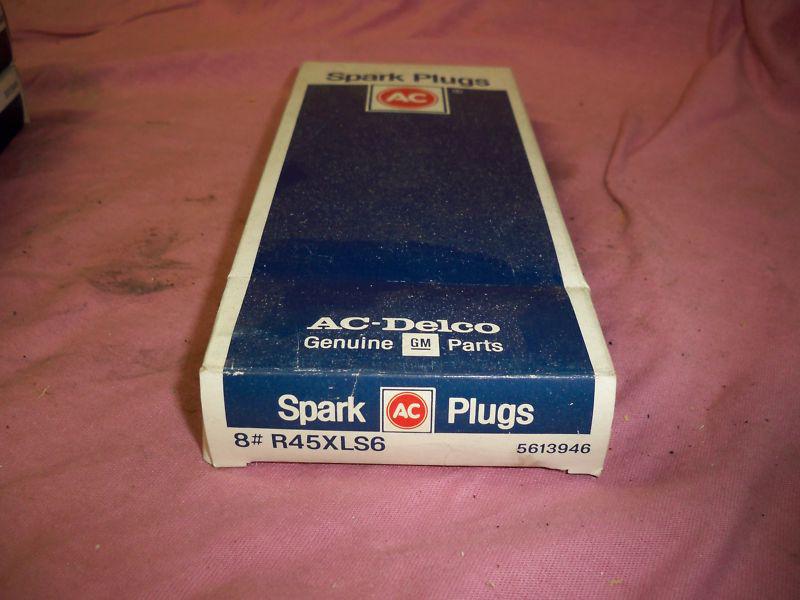 Spark Plugs
AC ®
AC-Delco
Genuine GM Parts
Spark AC Plugs
8# R45XLS6 5613946